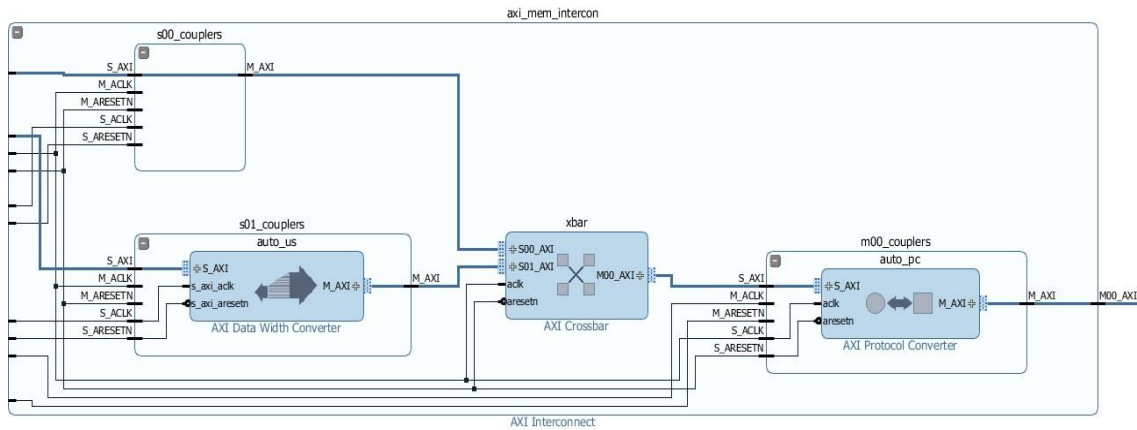 axi_mem_intercon
s00_couplers
S_AXI
M_ACLK
M_ARESETN
S_ACLK
S_ARESETN
M_AXI
s01_couplers
auto_us
S_AXI
M_ACLK
M_ARESETN
S_ACLK
S_ARESETN
S_AXI
s_axi_aclk
s_axi_aresetn
M_AXI
AXI Data Width Converter
M_AXI
xbar
S00_AXI
S01_AXI
aclk
aresetn
M00_AXI
AXI Crossbar
m00_couplers
auto_pc
S_AXI
M_ACLK
M_ARESETN
S_ACLK
S_ARESETN
S_AXI
aclk
aresetn
M_AXI
AXI Protocol Converter
M_AXI
M00_AXI
AXI Interconnect